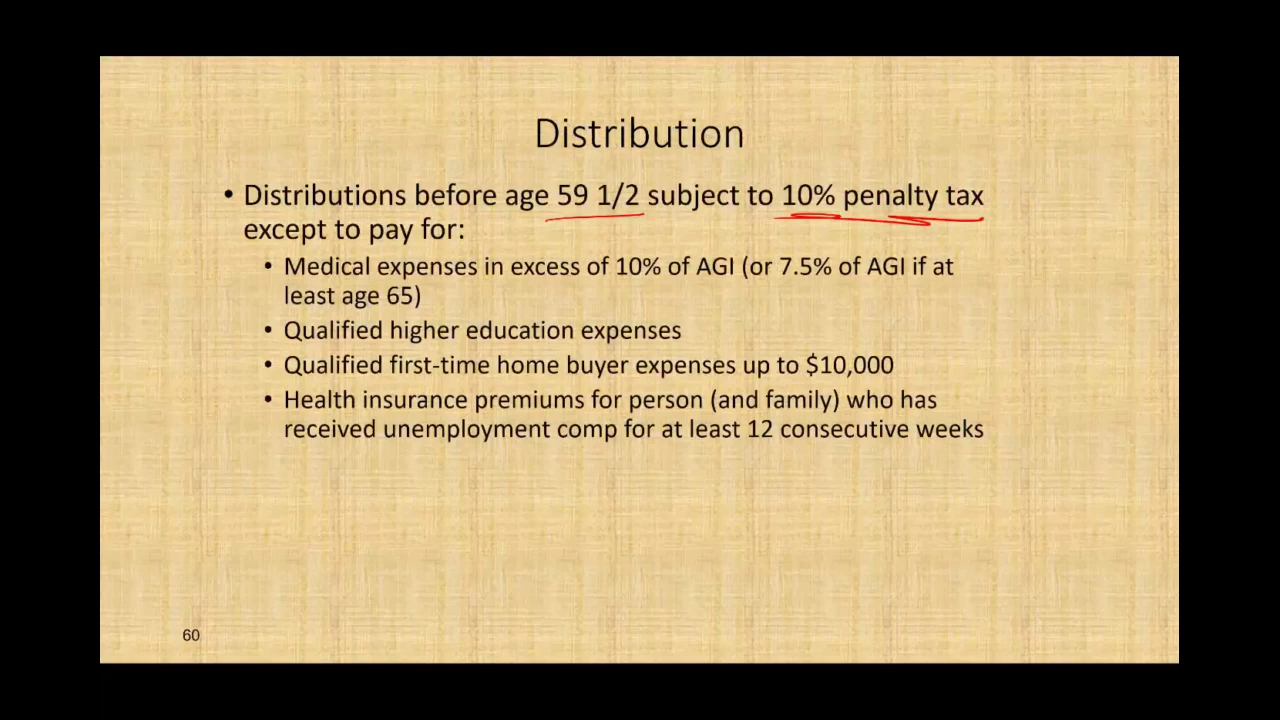 Distribution
• Distributions before age 59 1/2 subject to 10% penalty tax
except to pay for:
• Medical expenses in excess of 10% of AGI (or 7.5% of AGI if at
least age 65)
• Qualified higher education expenses
• Qualified first-time home buyer expenses up to $10,000
• Health insurance premiums for person (and family) who has
received unemployment comp for at least 12 consecutive weeks
60